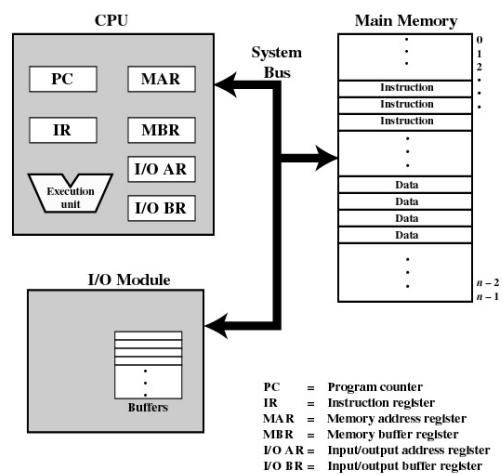 CPU
Main Memory
System
Bus
PC
MAR
IR
MBR
I/O AR
I/O BR
Execution
unit
0
1
2
Instruction
Instruction
Instruction
Data
Data
Data
Data
n – 2
n – 1
I/O Module
Buffers
PC = Program counter
IR = Instruction register
MAR = Memory address register
MBR = Memory buffer register
I/O AR = Input/output address register
I/O BR = Input/output buffer register